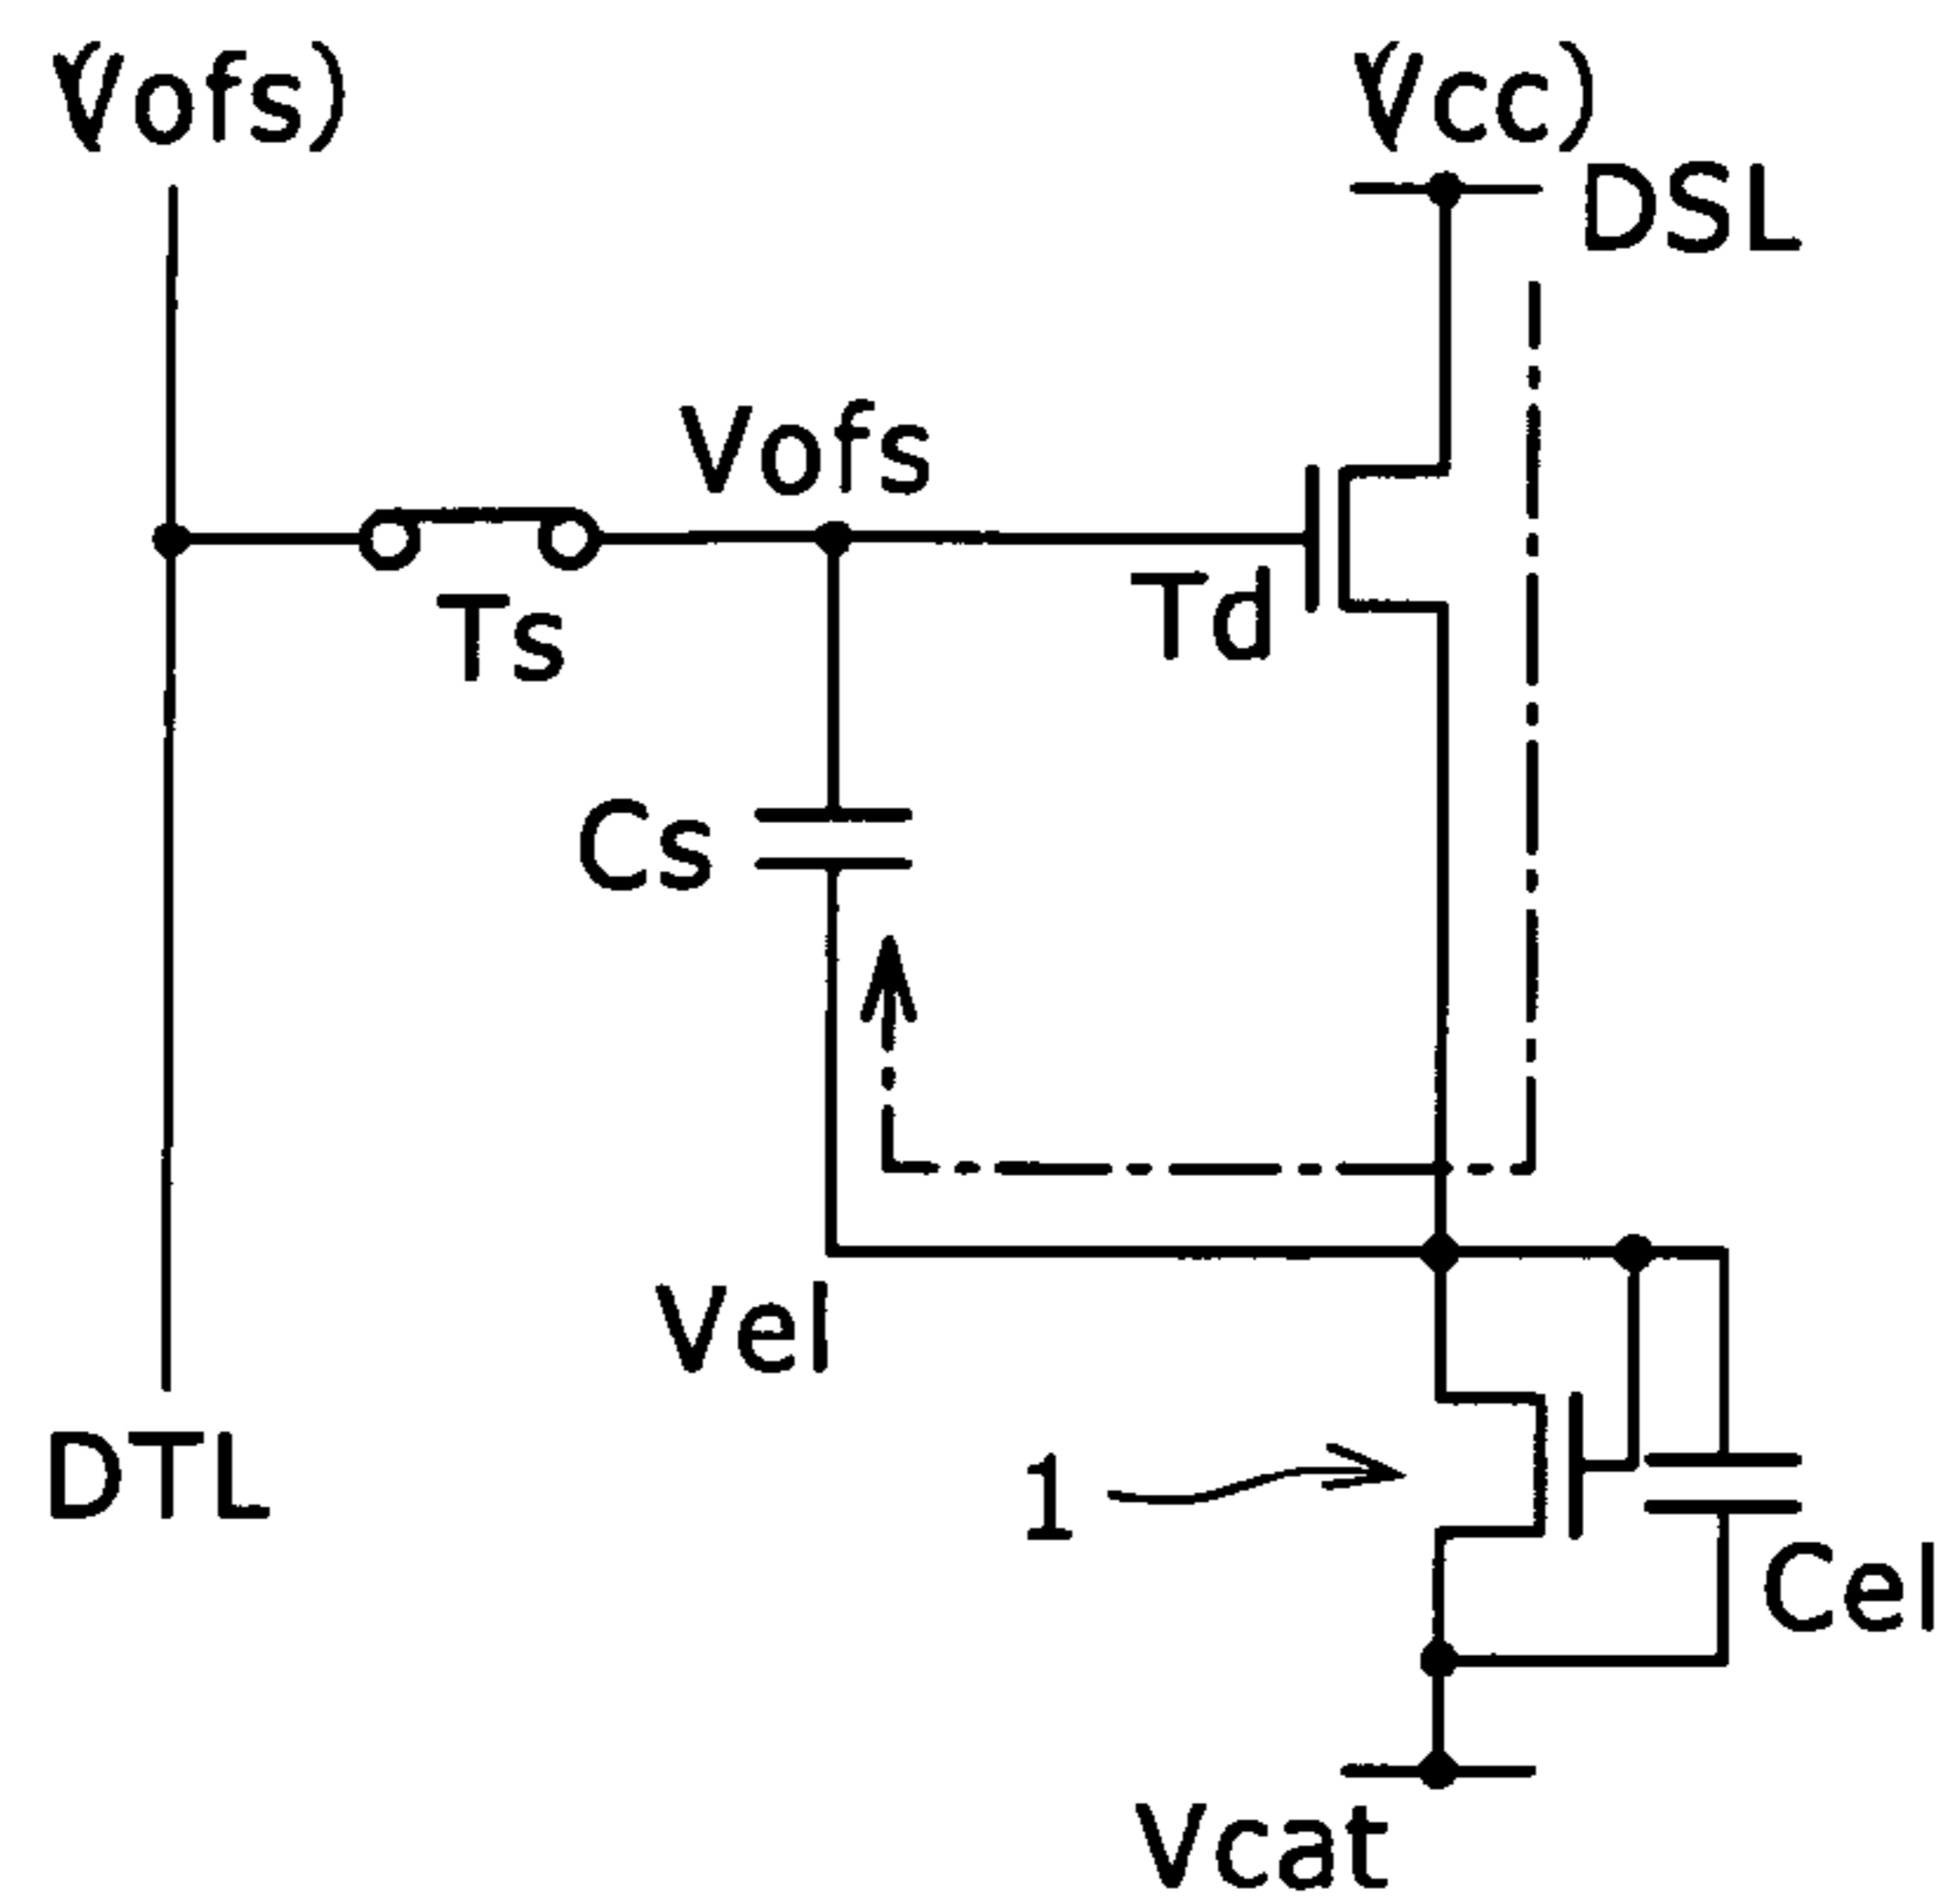 (Vofs)
(Vcc)
DSL
Vofs
Ts
Td
Cs
Vel
DTL
1
Cel
Vcat